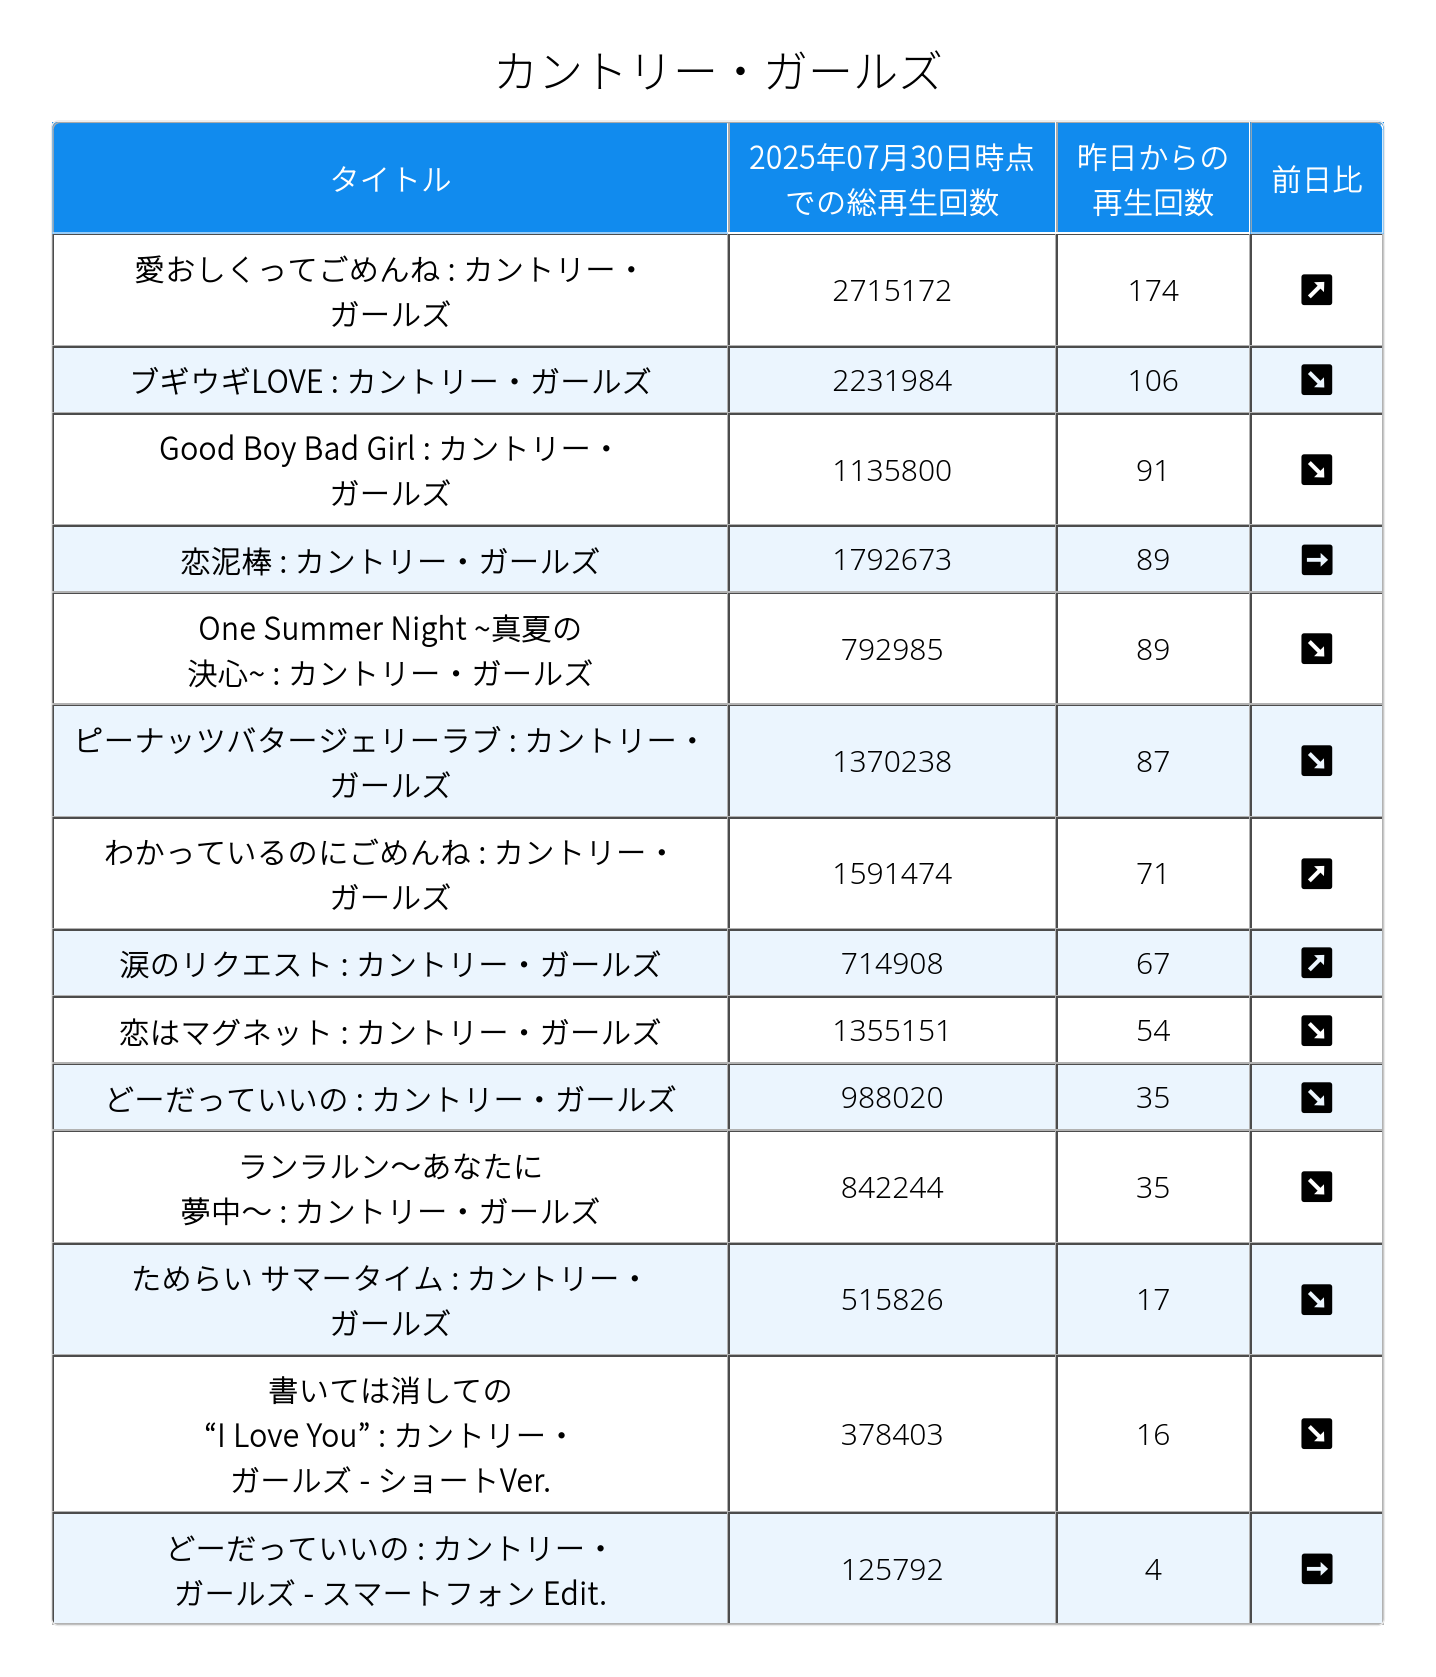 カントリー・ガールズ
タイトル
2025年07月30日時点
での総再生回数
昨日からの
再生回数
前日比
愛おしくってごめんね : カントリー・
ガールズ
2715172
174
ブギウギLOVE : カントリー・ガールズ
2231984
106
Good Boy Bad Girl : カントリー・
ガールズ
1135800
91
恋泥棒 : カントリー・ガールズ
1792673
89
One Summer Night ~真夏の
決心~ : カントリー・ガールズ
792985
89
ピーナッツバタージェリーラブ : カントリー・
ガールズ
1370238
87
わかっているのにごめんね : カントリー・
ガールズ
1591474
71
涙のリクエスト : カントリー・ガールズ
714908
67
恋はマグネット : カントリー・ガールズ
1355151
54
どーだっていいの : カントリー・ガールズ
988020
35
ランラルン〜あなたに
夢中〜 : カントリー・ガールズ
842244
35
ためらい サマータイム : カントリー・
ガールズ
515826
17
書いては消しての
“I Love You” : カントリー・
ガールズ - ショートVer.
378403
16
どーだっていいの : カントリー・
ガールズ - スマートフォン Edit.
125792
4